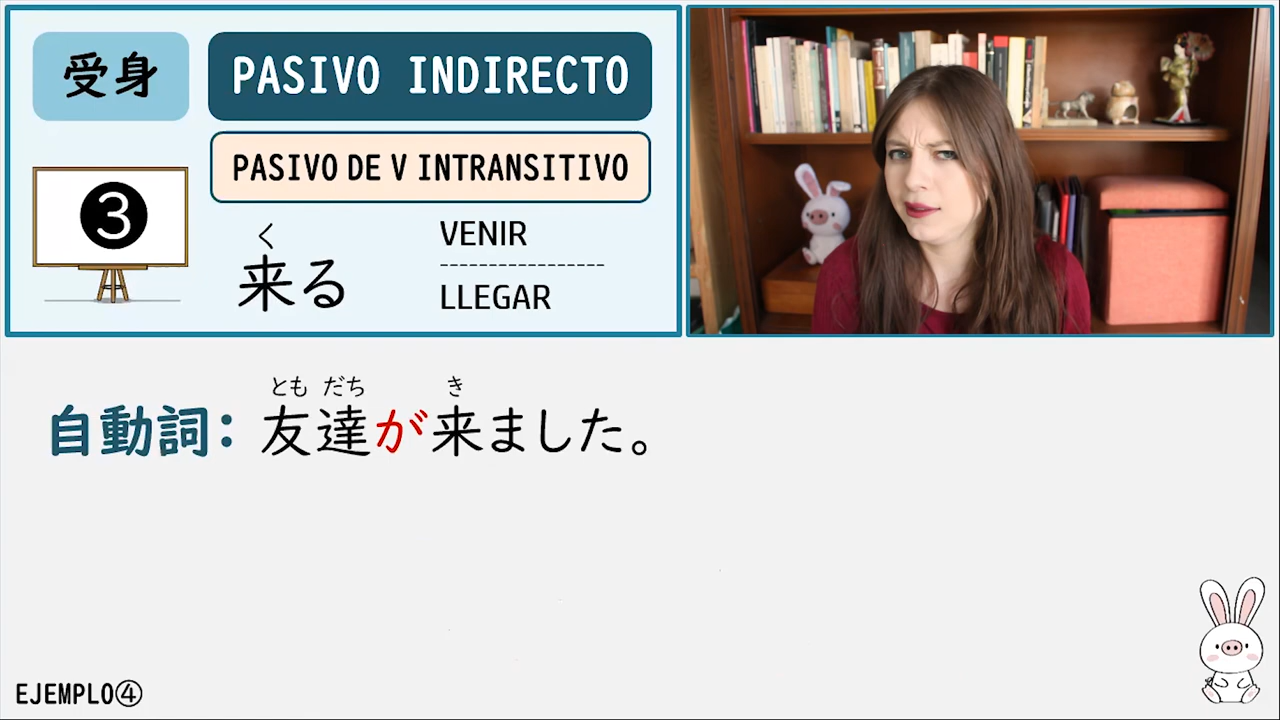 受身
PASIVO INDIRECTO
PASIVO DE V INTRANSITIVO
3
く
来る
VENIR
LLEGAR
とも だち き
自動詞：友達が来ました。
EJEMPLO④